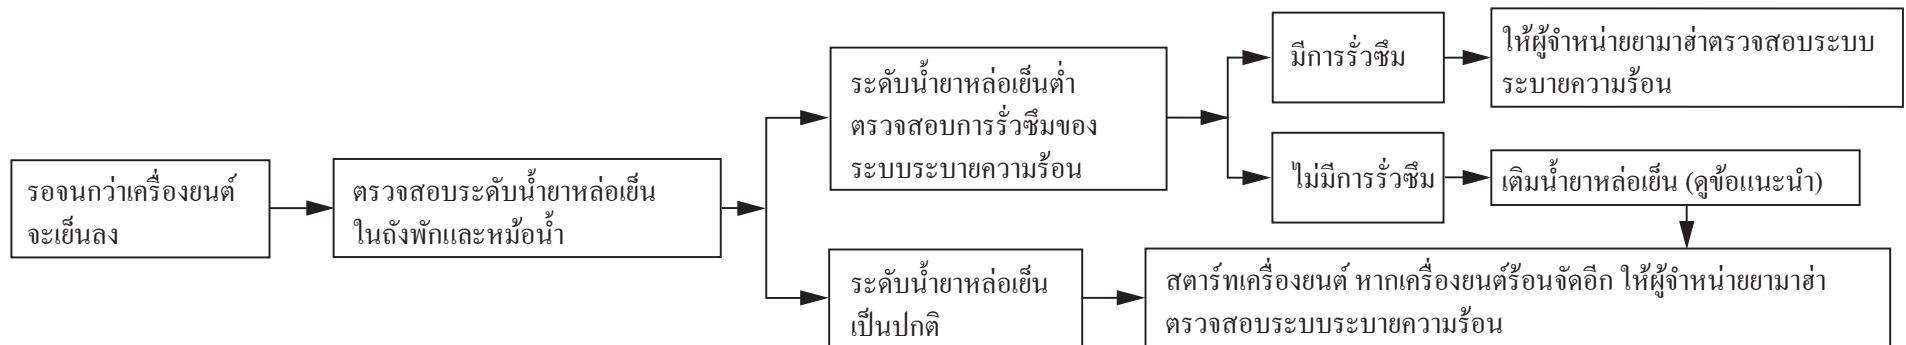 รอจนกว่าเครื่องยนต์
จะเย็นลง
ตรวจสอบระดับน้ำยาหล่อเย็น
ในถังพักและหม้อน้ำ
ระดับน้ำยาหล่อเย็นต่ำ
ตรวจสอบการรั่วซึมของ
ระบบระบายความร้อน
มีการรั่วซึม
ให้ผู้จำหน่ายยามาฮ่าตรวจสอบระบบ
ระบายความร้อน
ไม่มีการรั่วซึม
เติมน้ำยาหล่อเย็น (ดูข้อแนะนำ)
ระดับน้ำยาหล่อเย็น
เป็นปกติ
สตาร์ทเครื่องยนต์ หากเครื่องยนต์ร้อนจัดอีก ให้ผู้จำหน่ายยามาฮ่า
ตรวจสอบระบบระบายความร้อน